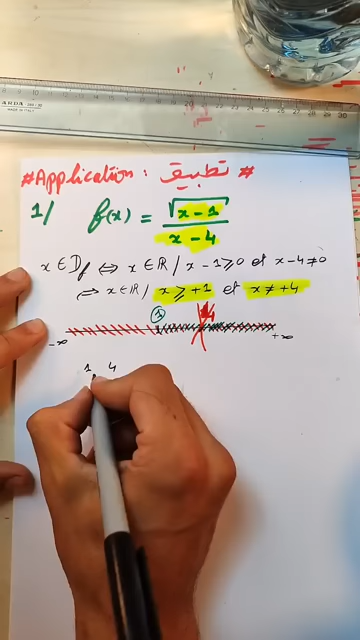 #Application : تطبيق #
1/ f(x) = √x-1 / x-4
x ∈ Df ⟺ x ∈ ℝ / x-1 ⩾ 0 et x-4 ≠ 0
⟺ x ∈ ℝ / x ⩾ +1 et x ≠ +4
1 4
-∞ +∞
1 4